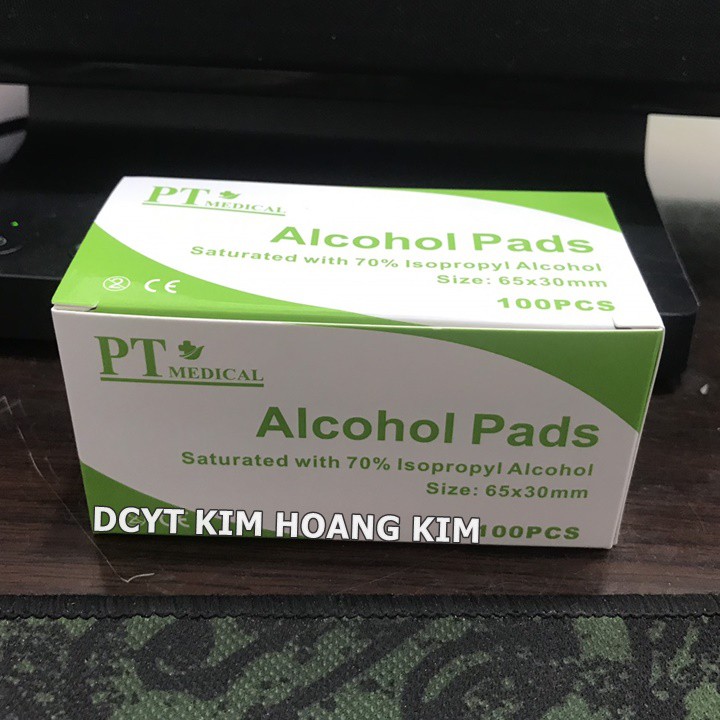 PT MEDICAL
Alcohol Pads
Saturated with 70% Isopropyl Alcohol
Size: 65x30mm
2 CE
100PCS
PT MEDICAL
Alcohol Pads
Saturated with 70% Isopropyl Alcohol
Size: 65x30mm
DCYT KIM HOANG KIM
100PCS